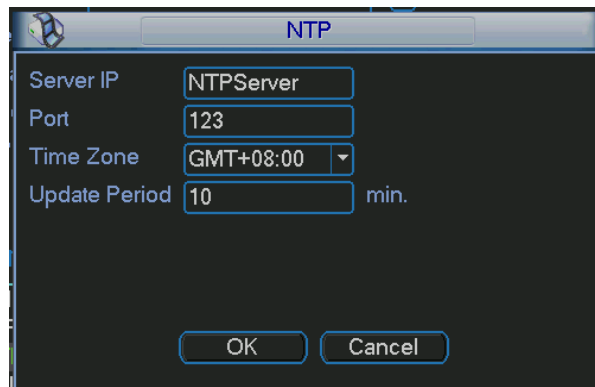 NTP
Server IP NTPServer
Port 123
Time Zone GMT+08:00
Update Period 10 min.
OK Cancel